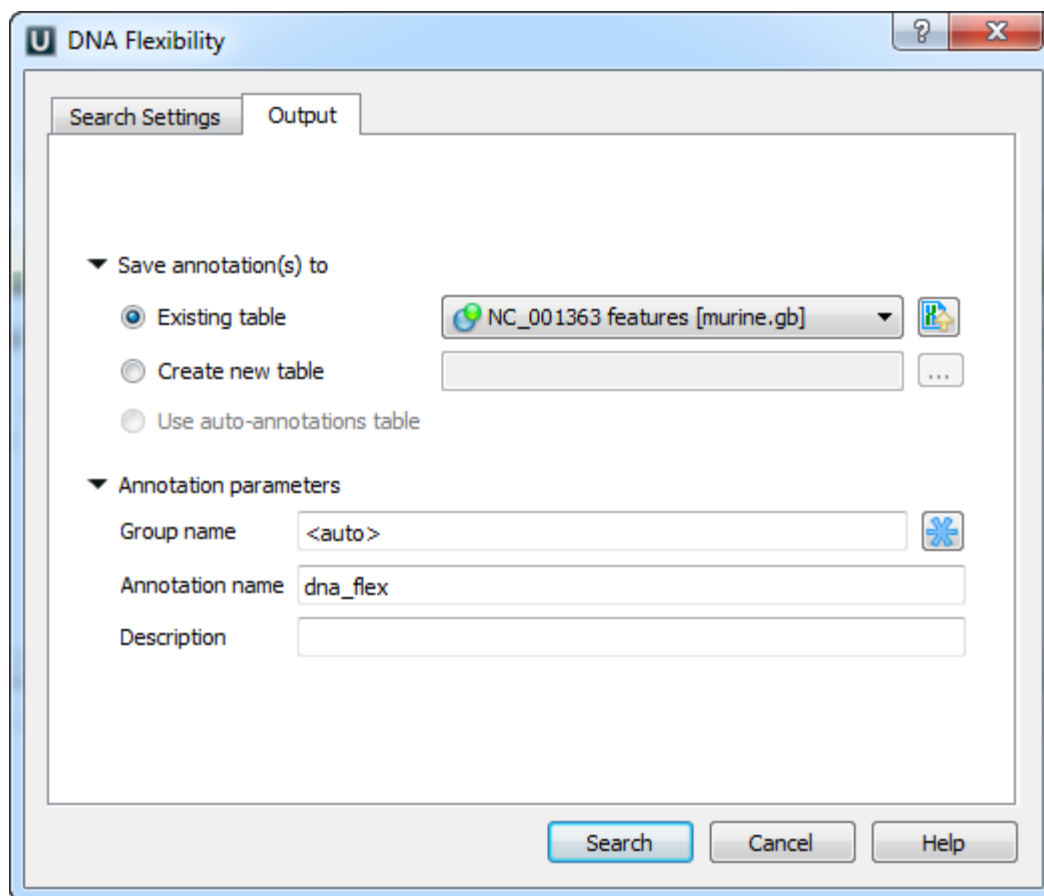 U DNA Flexibility ?
Search Settings Output
Save annotation(s) to
Existing table NC_001363 features [murine.gb]
Create new table ...
Use auto-annotations table
Annotation parameters
Group name <auto>
Annotation name dna_flex
Description
Search Cancel Help